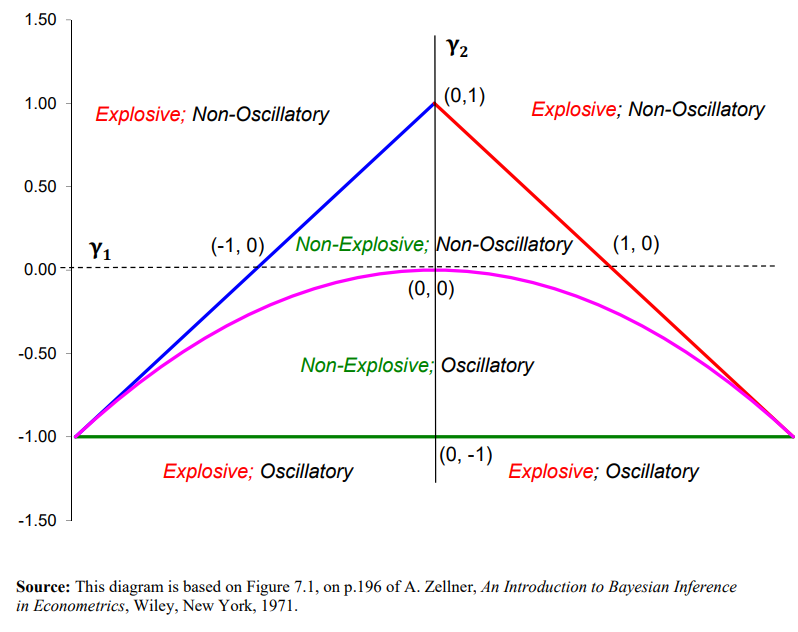 1.50
γ₂
1.00
(0,1)
Explosive; Non-Oscillatory
Explosive; Non-Oscillatory
0.50
γ₁
(-1, 0)
Non-Explosive; Non-Oscillatory
(1, 0)
0.00
(0, 0)
-0.50
Non-Explosive; Oscillatory
-1.00
(0, -1)
Explosive; Oscillatory
Explosive; Oscillatory
-1.50
Source: This diagram is based on Figure 7.1, on p.196 of A. Zellner, An Introduction to Bayesian Inference
in Econometrics, Wiley, New York, 1971.